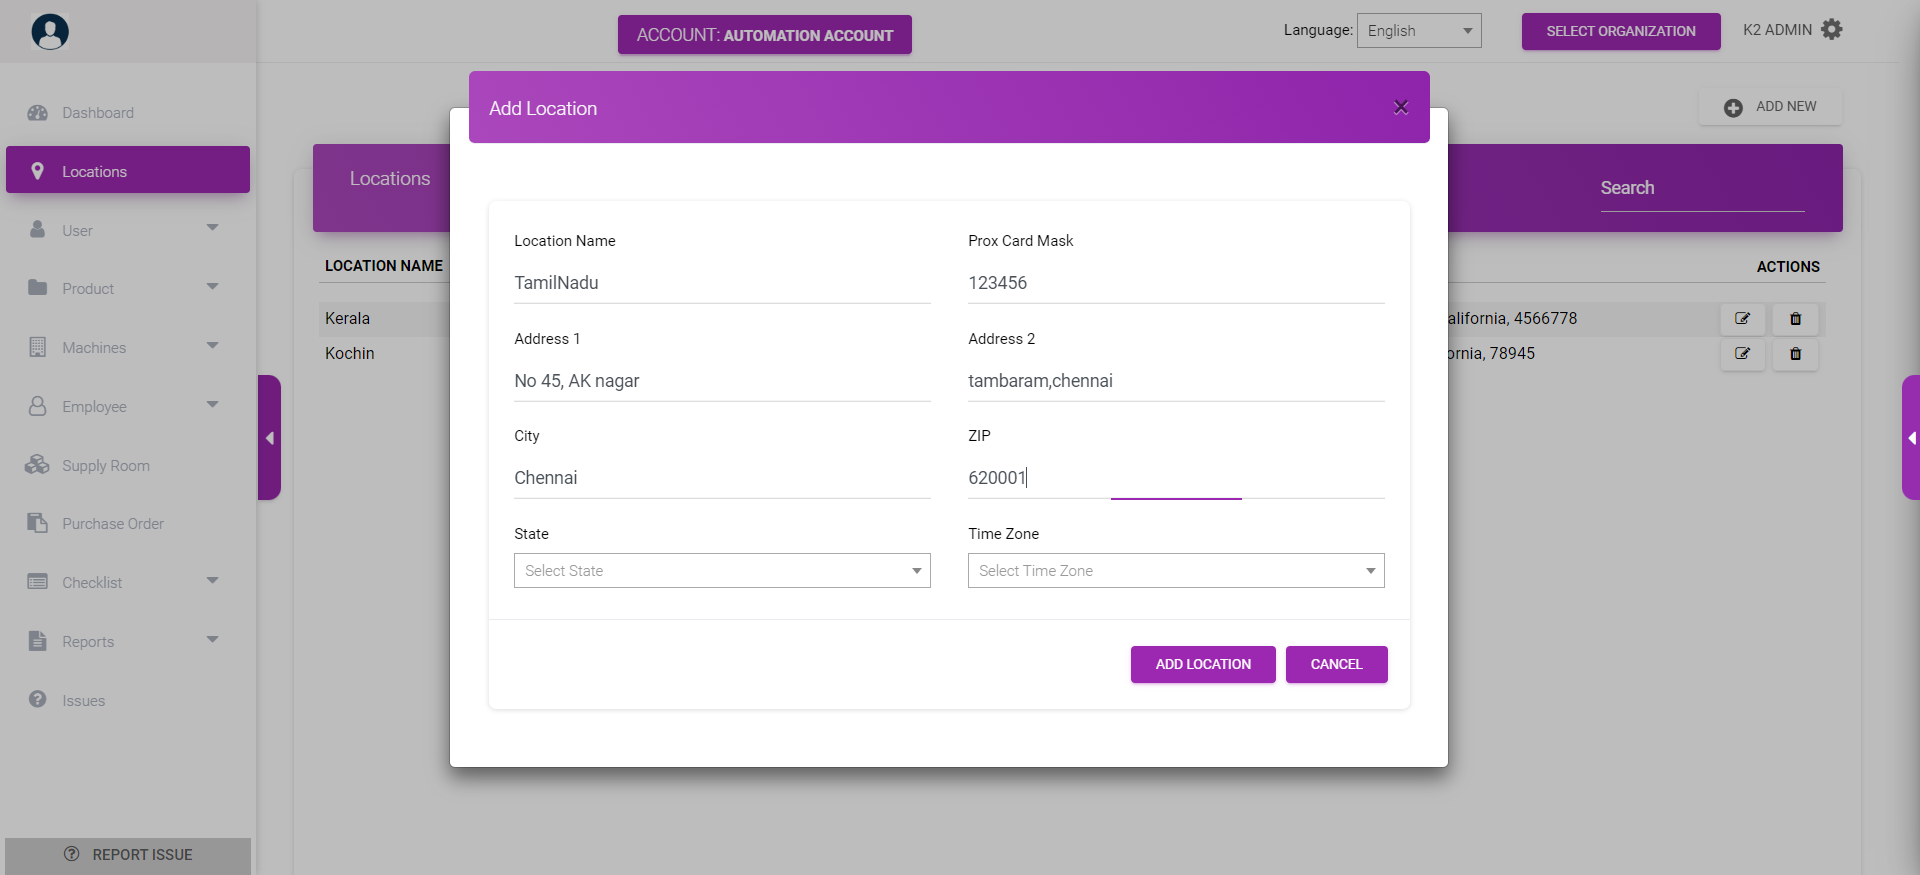 ACCOUNT: AUTOMATION ACCOUNT
Language: English
SELECT ORGANIZATION
K2 ADMIN
Dashboard
Locations
User
Product
Machines
Employee
Supply Room
Purchase Order
Checklist
Reports
Issues
REPORT ISSUE
ADD NEW
Locations
Search
LOCATION NAME
ACTIONS
Kerala
alifornia, 4566778
Kochin
ornia, 78945
Add Location
×
Location Name
Prox Card Mask
TamilNadu
123456
Address 1
Address 2
No 45, AK nagar
tambaram,chennai
City
ZIP
Chennai
620001
State
Time Zone
Select State
Select Time Zone
ADD LOCATION
CANCEL